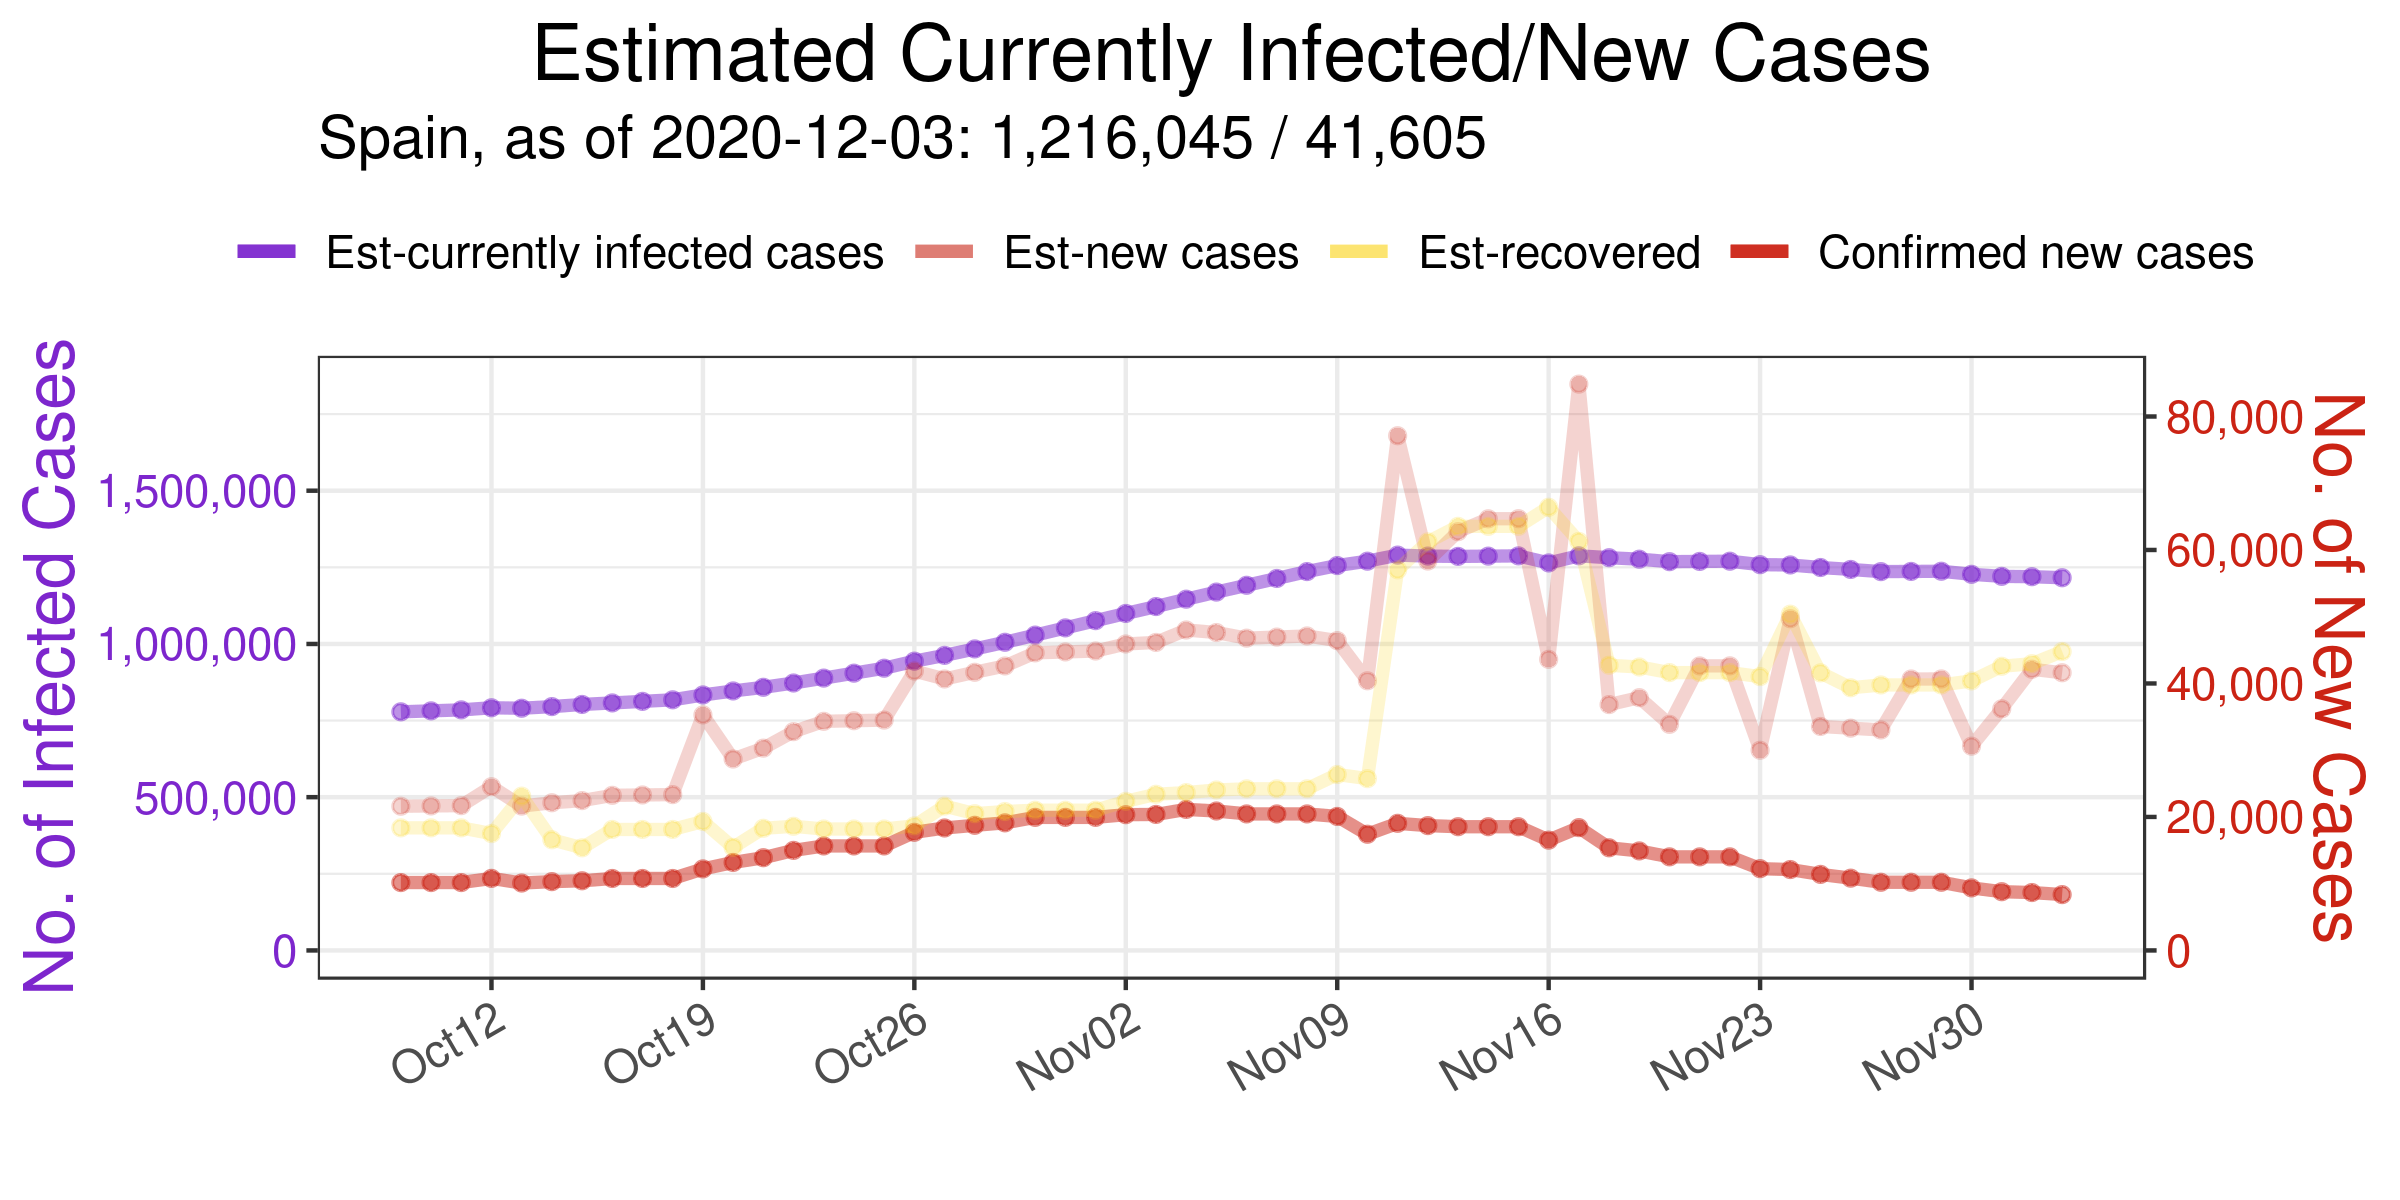 Estimated Currently Infected/New Cases
Spain, as of 2020-12-03: 1,216,045 / 41,605
Est-currently infected cases Est-new cases Est-recovered Confirmed new cases
No. of Infected Cases
1,500,000
1,000,000
500,000
0
80,000
60,000
40,000
20,000
0
No. of New Cases
Oct12 Oct19 Oct26 Nov02 Nov09 Nov16 Nov23 Nov30